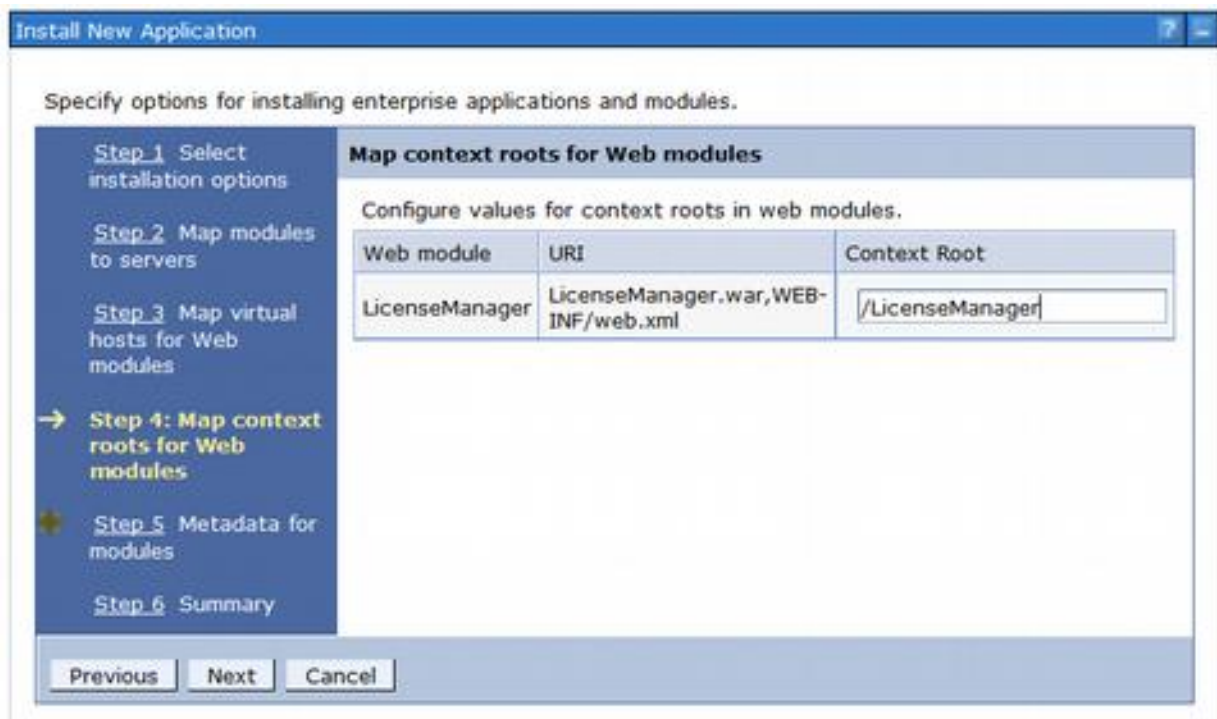 Install New Application
?
Specify options for installing enterprise applications and modules.
Step 1 Select
installation options
Step 2 Map modules
to servers
Step 3 Map virtual
hosts for Web
modules
→ Step 4: Map context
roots for Web
modules
Step 5 Metadata for
modules
Step 6 Summary
Map context roots for Web modules
Configure values for context roots in web modules.
Web module URI Context Root
LicenseManager LicenseManager.war,WEB-
INF/web.xml /LicenseManager
Previous Next Cancel